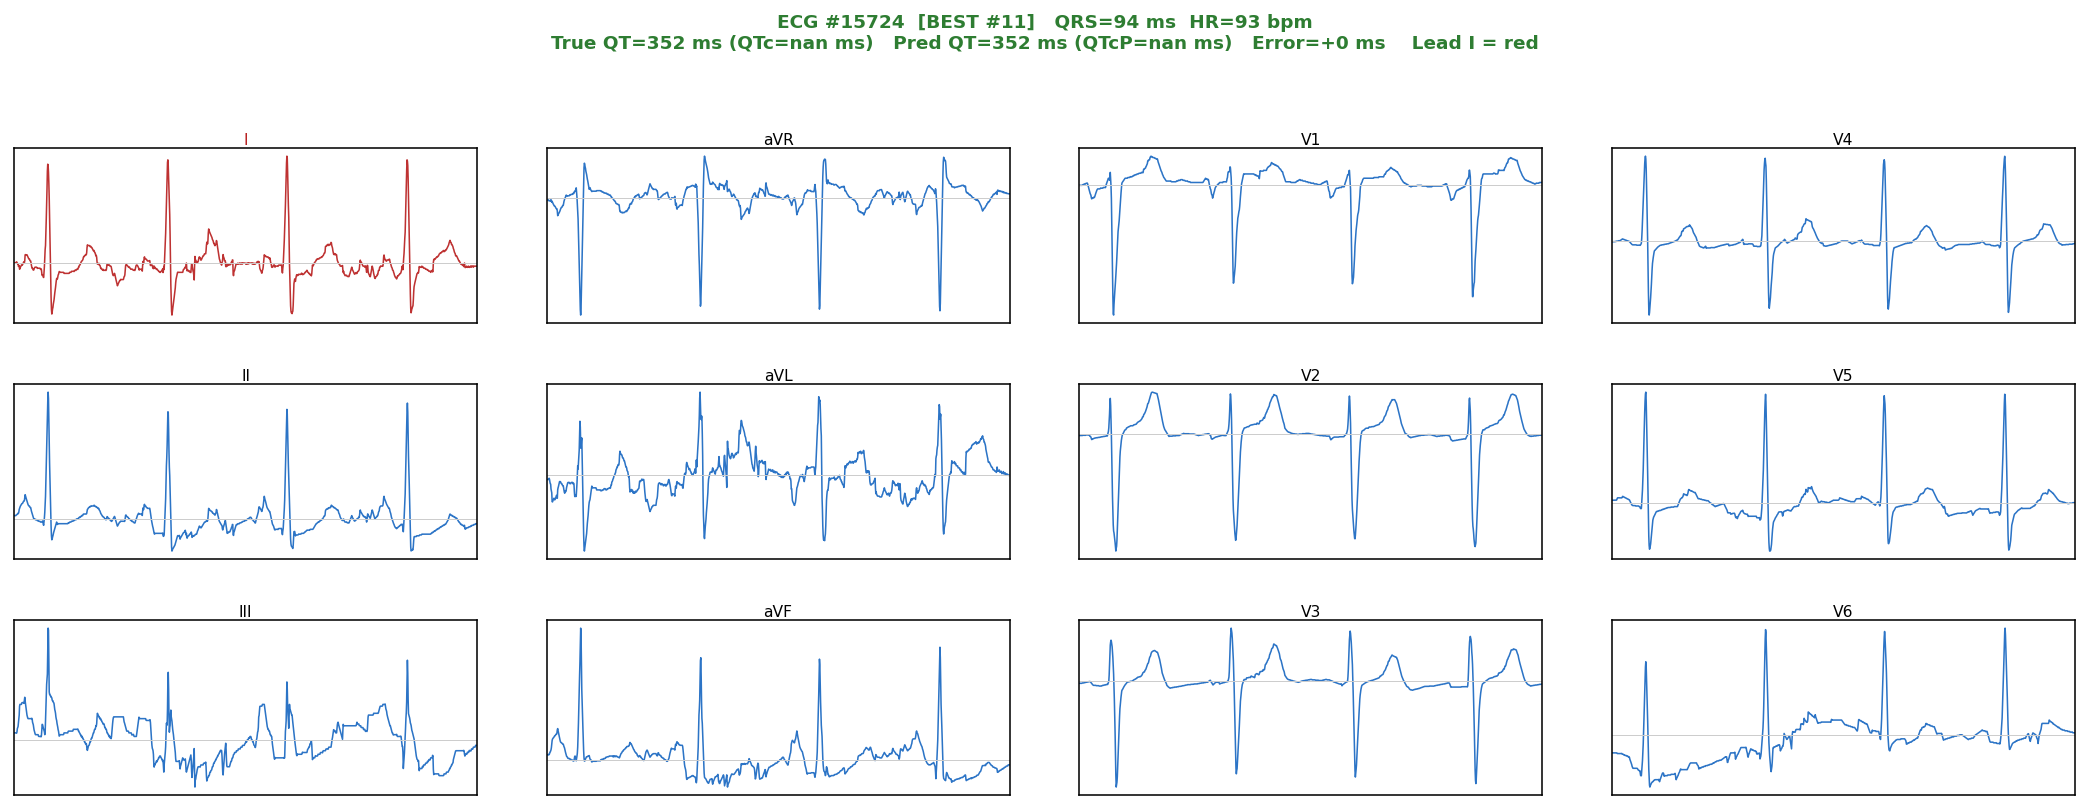 ECG #15724  [BEST #11]   QRS=94 ms  HR=93 bpm
True QT=352 ms (QTc=nan ms)   Pred QT=352 ms (QTcP=nan ms)   Error=+0 ms    Lead I = red
I
aVR
V1
V4
II
aVL
V2
V5
III
aVF
V3
V6